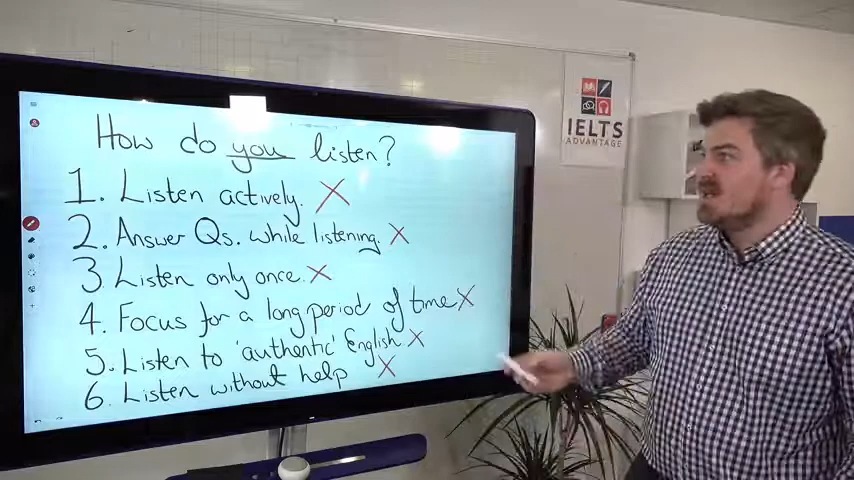 How do you listen?
1. Listen actively. X
2. Answer Qs. while listening. X
3. Listen only once. X
4. Focus for a long period of time X
5. Listen to 'authentic' English X
6. Listen without help X
IELTS
ADVANTAGE